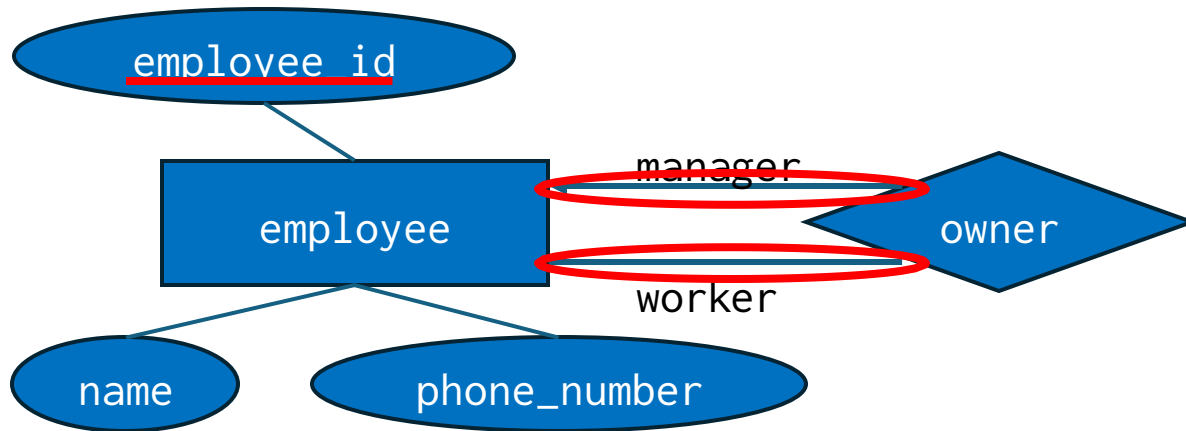 employee_id
manager
employee
owner
worker
name
phone_number